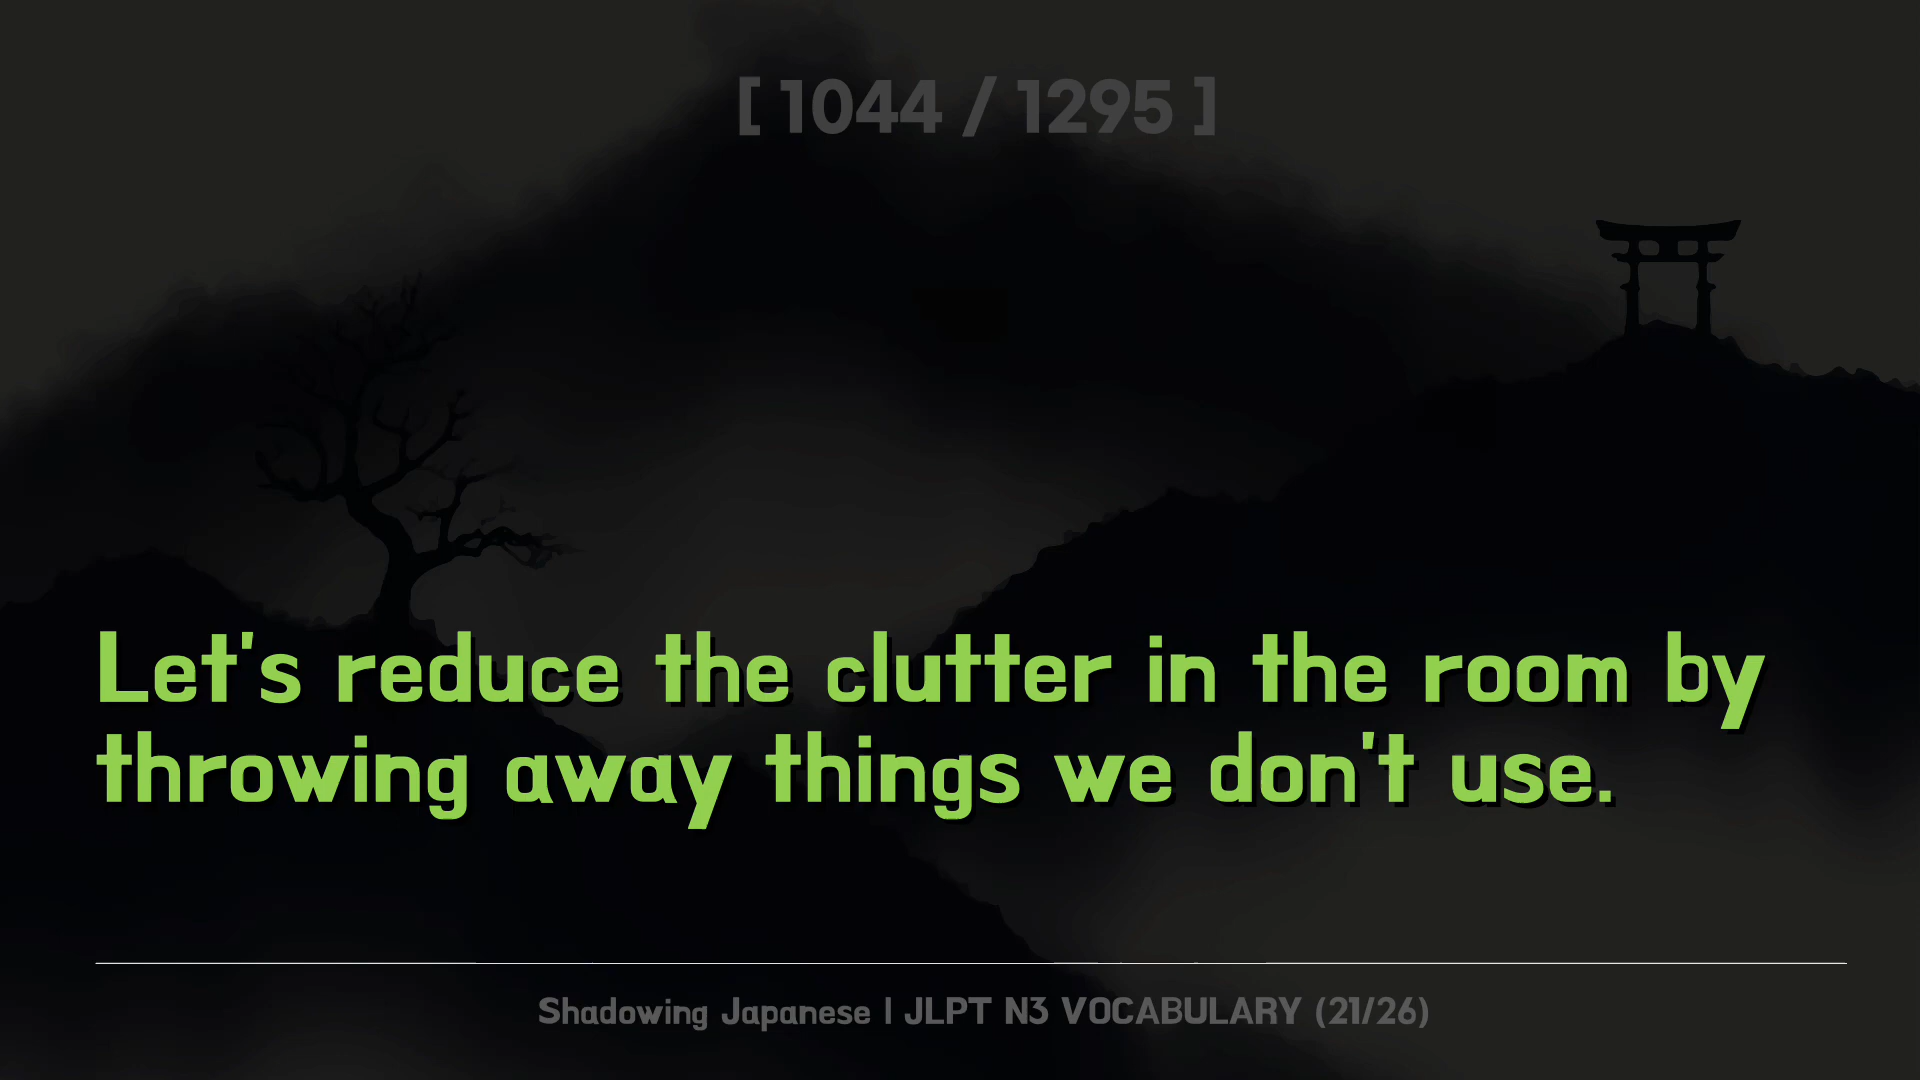 [ 1044 / 1295 ]
Let's reduce the clutter in the room by
throwing away things we don't use.
Shadowing Japanese | JLPT N3 VOCABULARY (21/26)